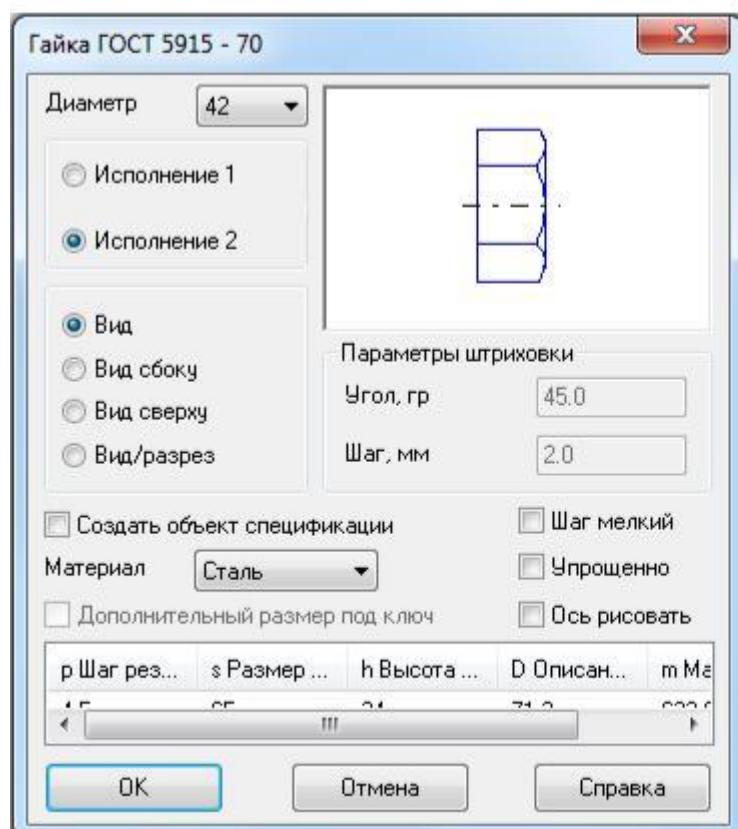 Гайка ГОСТ 5915 - 70
Диаметр 42
Исполнение 1
Исполнение 2
Вид
Вид сбоку
Вид сверху
Вид/разрез
Параметры штриховки
Угол, гр 45.0
Шаг, мм 2.0
Создать объект спецификации
Шаг мелкий
Материал Сталь
Упрощенно
Дополнительный размер под ключ
Ось рисовать
p Шаг рез... s Размер ... h Высота ... D Описан... m Ма
OK Отмена Справка